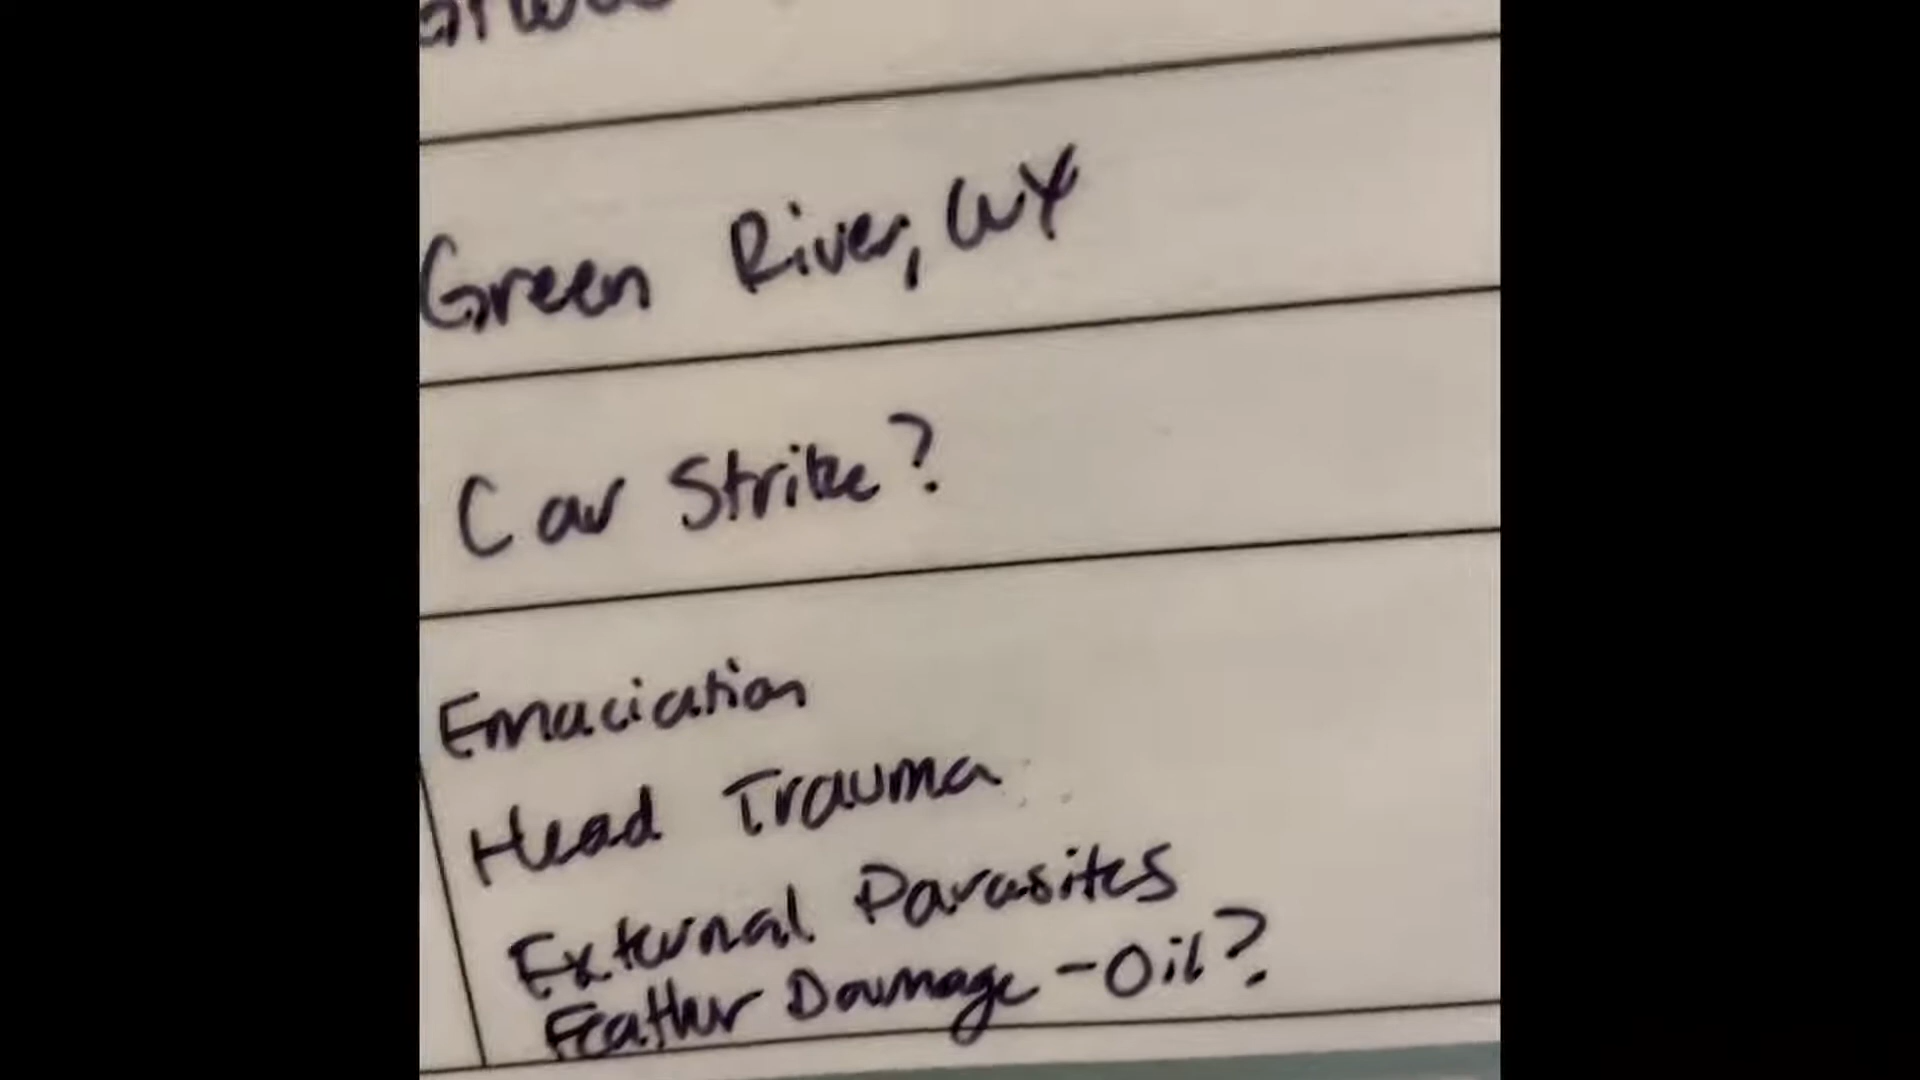 Green River, WY
Car Strike?
Emaciation
Head Trauma
External Parasites
Feather Damage - Oil?